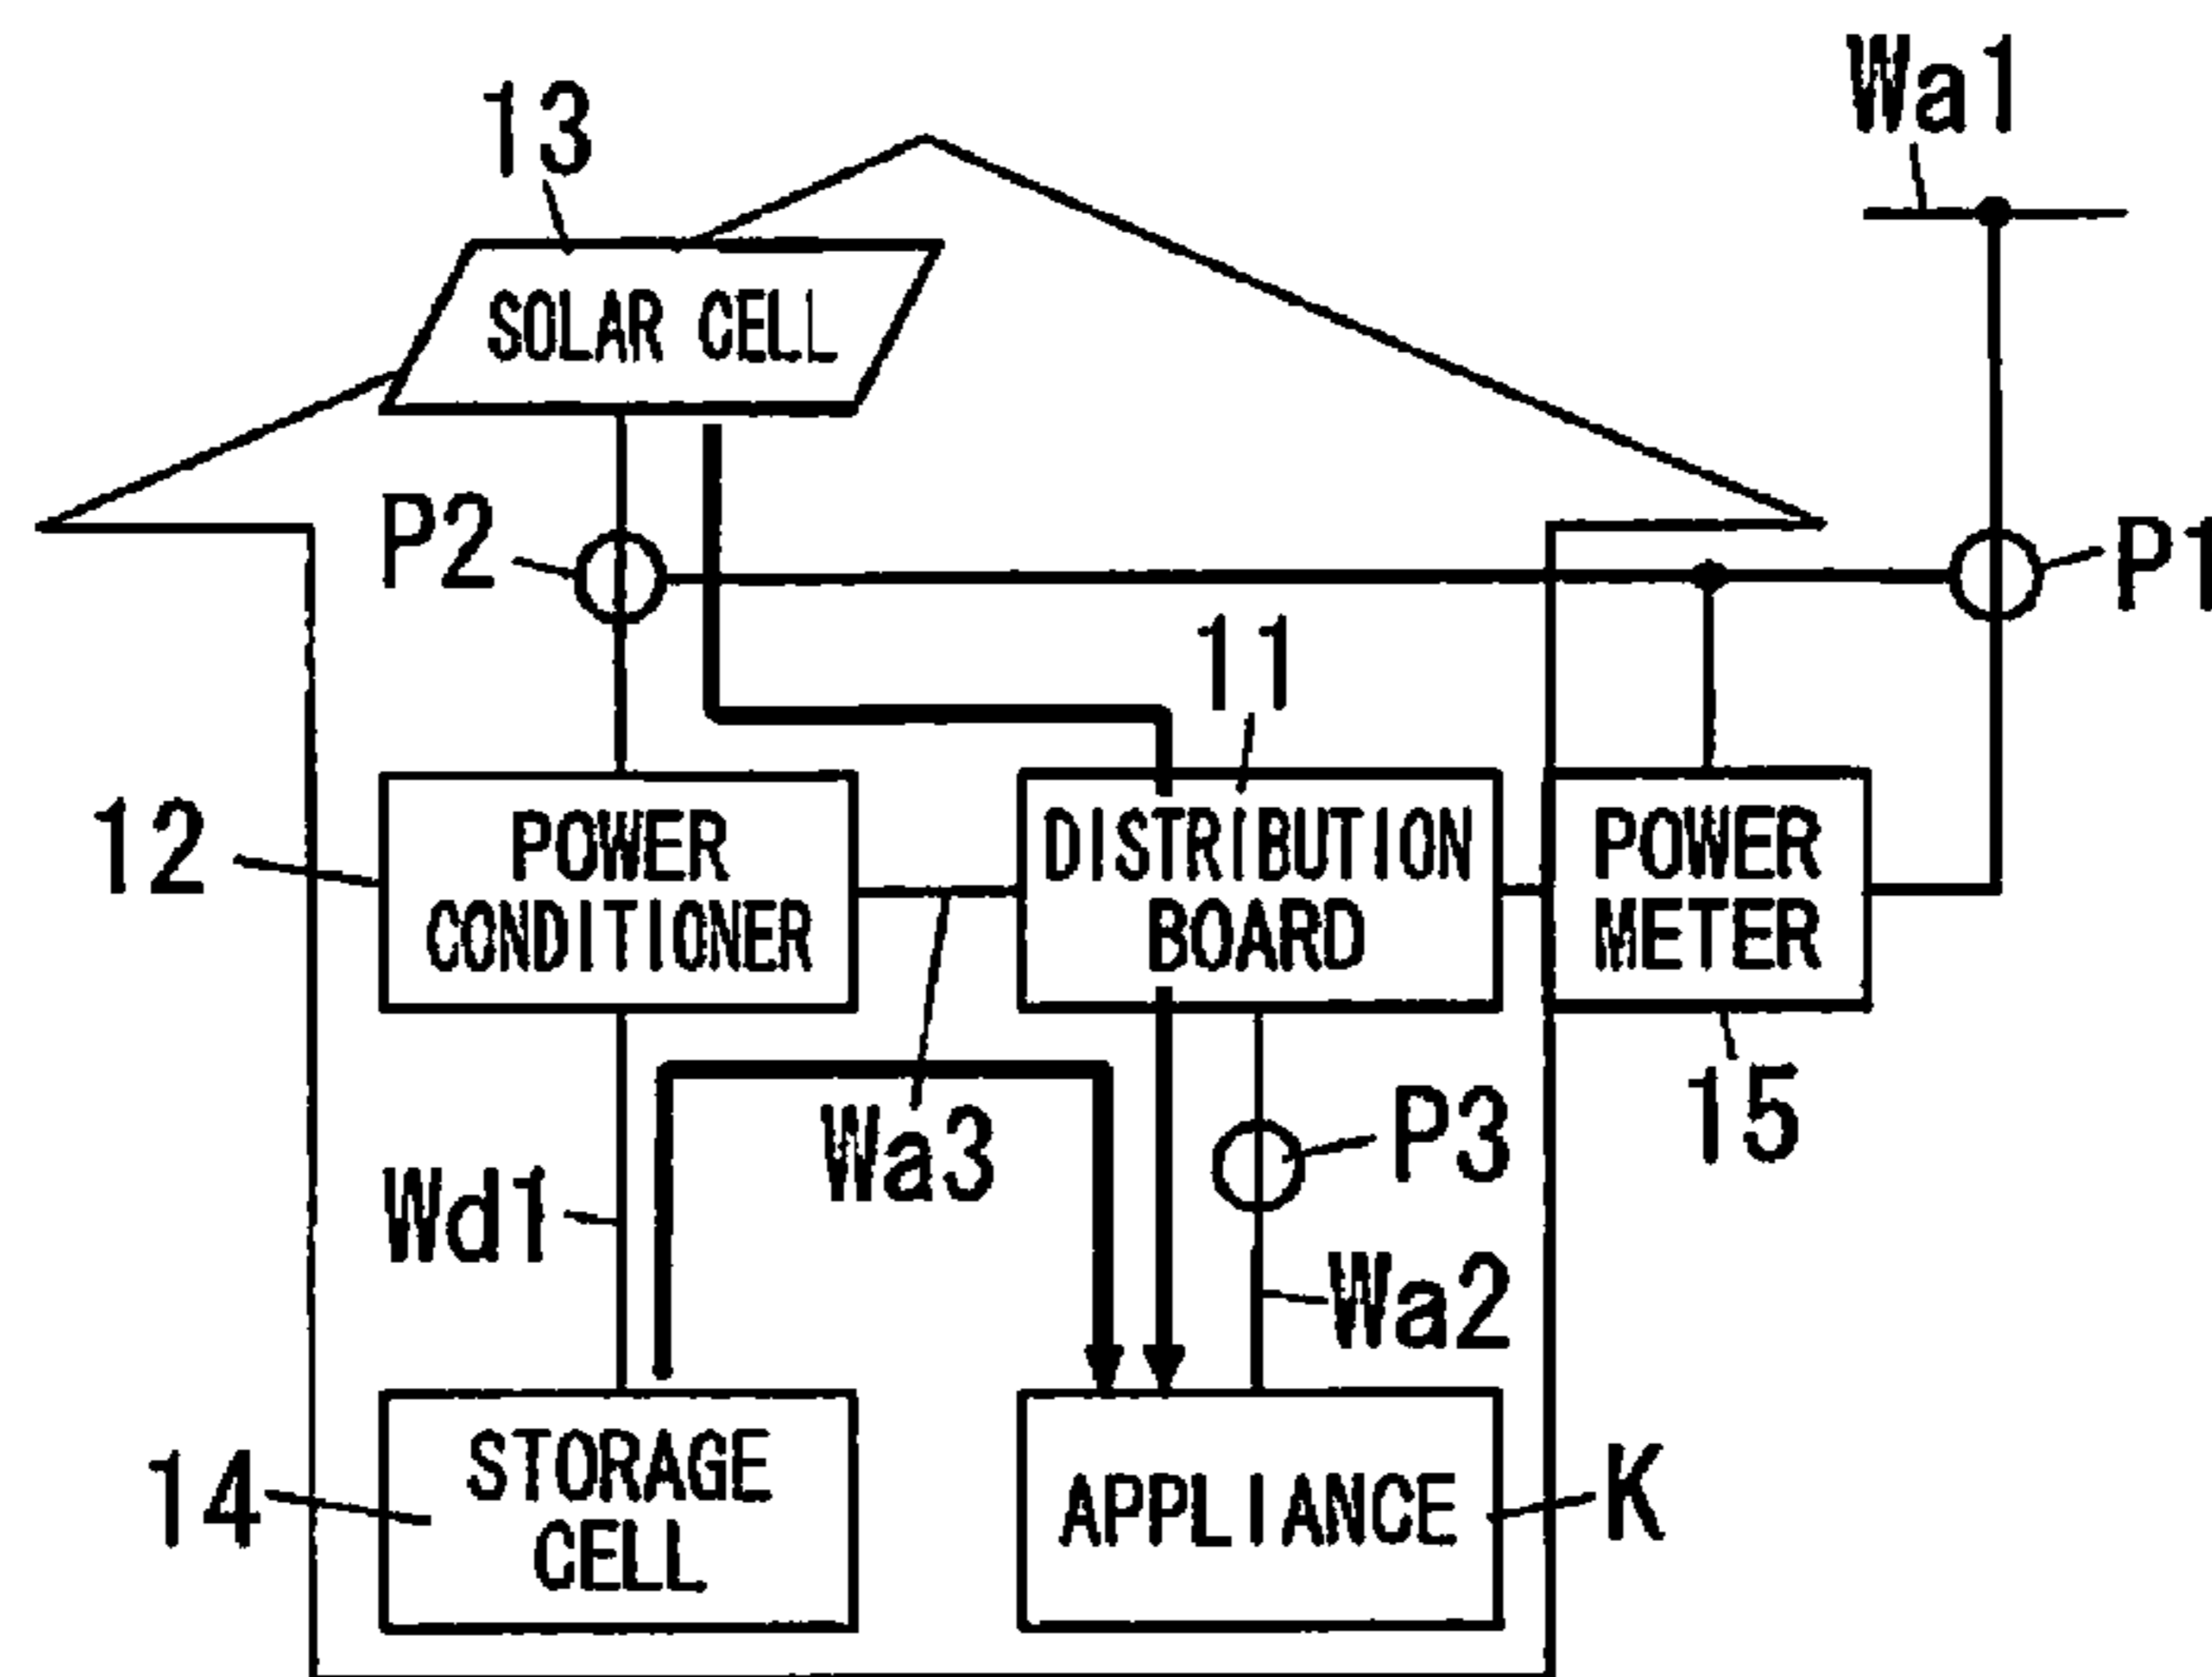 Wa1
13
SOLAR CELL
P2
P1
11
12
POWER
CONDITIONER
DISTRIBUTION
BOARD
POWER
METER
Wa3
P3
15
Wd1
Wa2
14
STORAGE
CELL
APPLIANCE
K